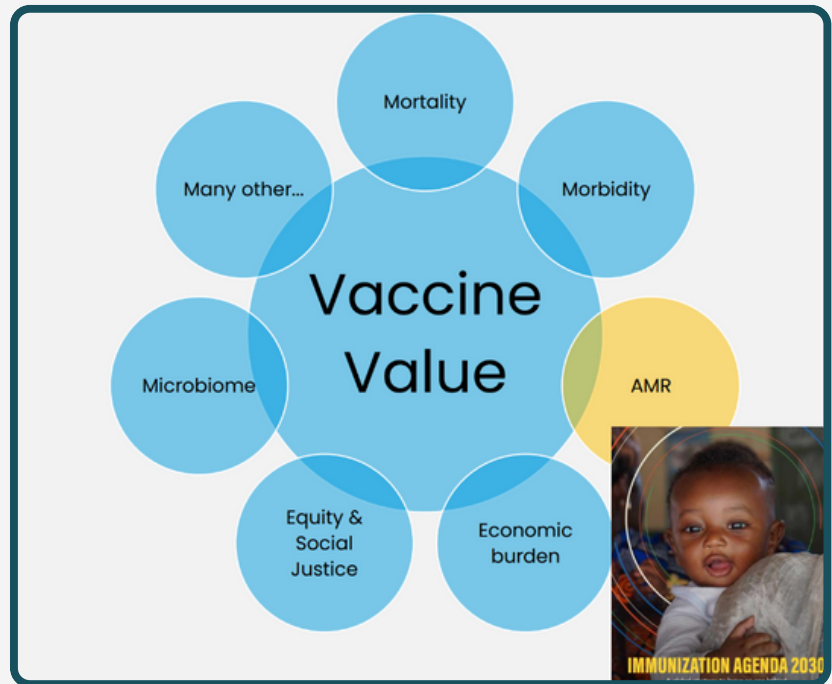 Mortality
Many other...
Morbidity
Vaccine
Value
Microbiome
AMR
Equity &
Social
Justice
Economic
burden
IMMUNIZATION AGENDA 2030